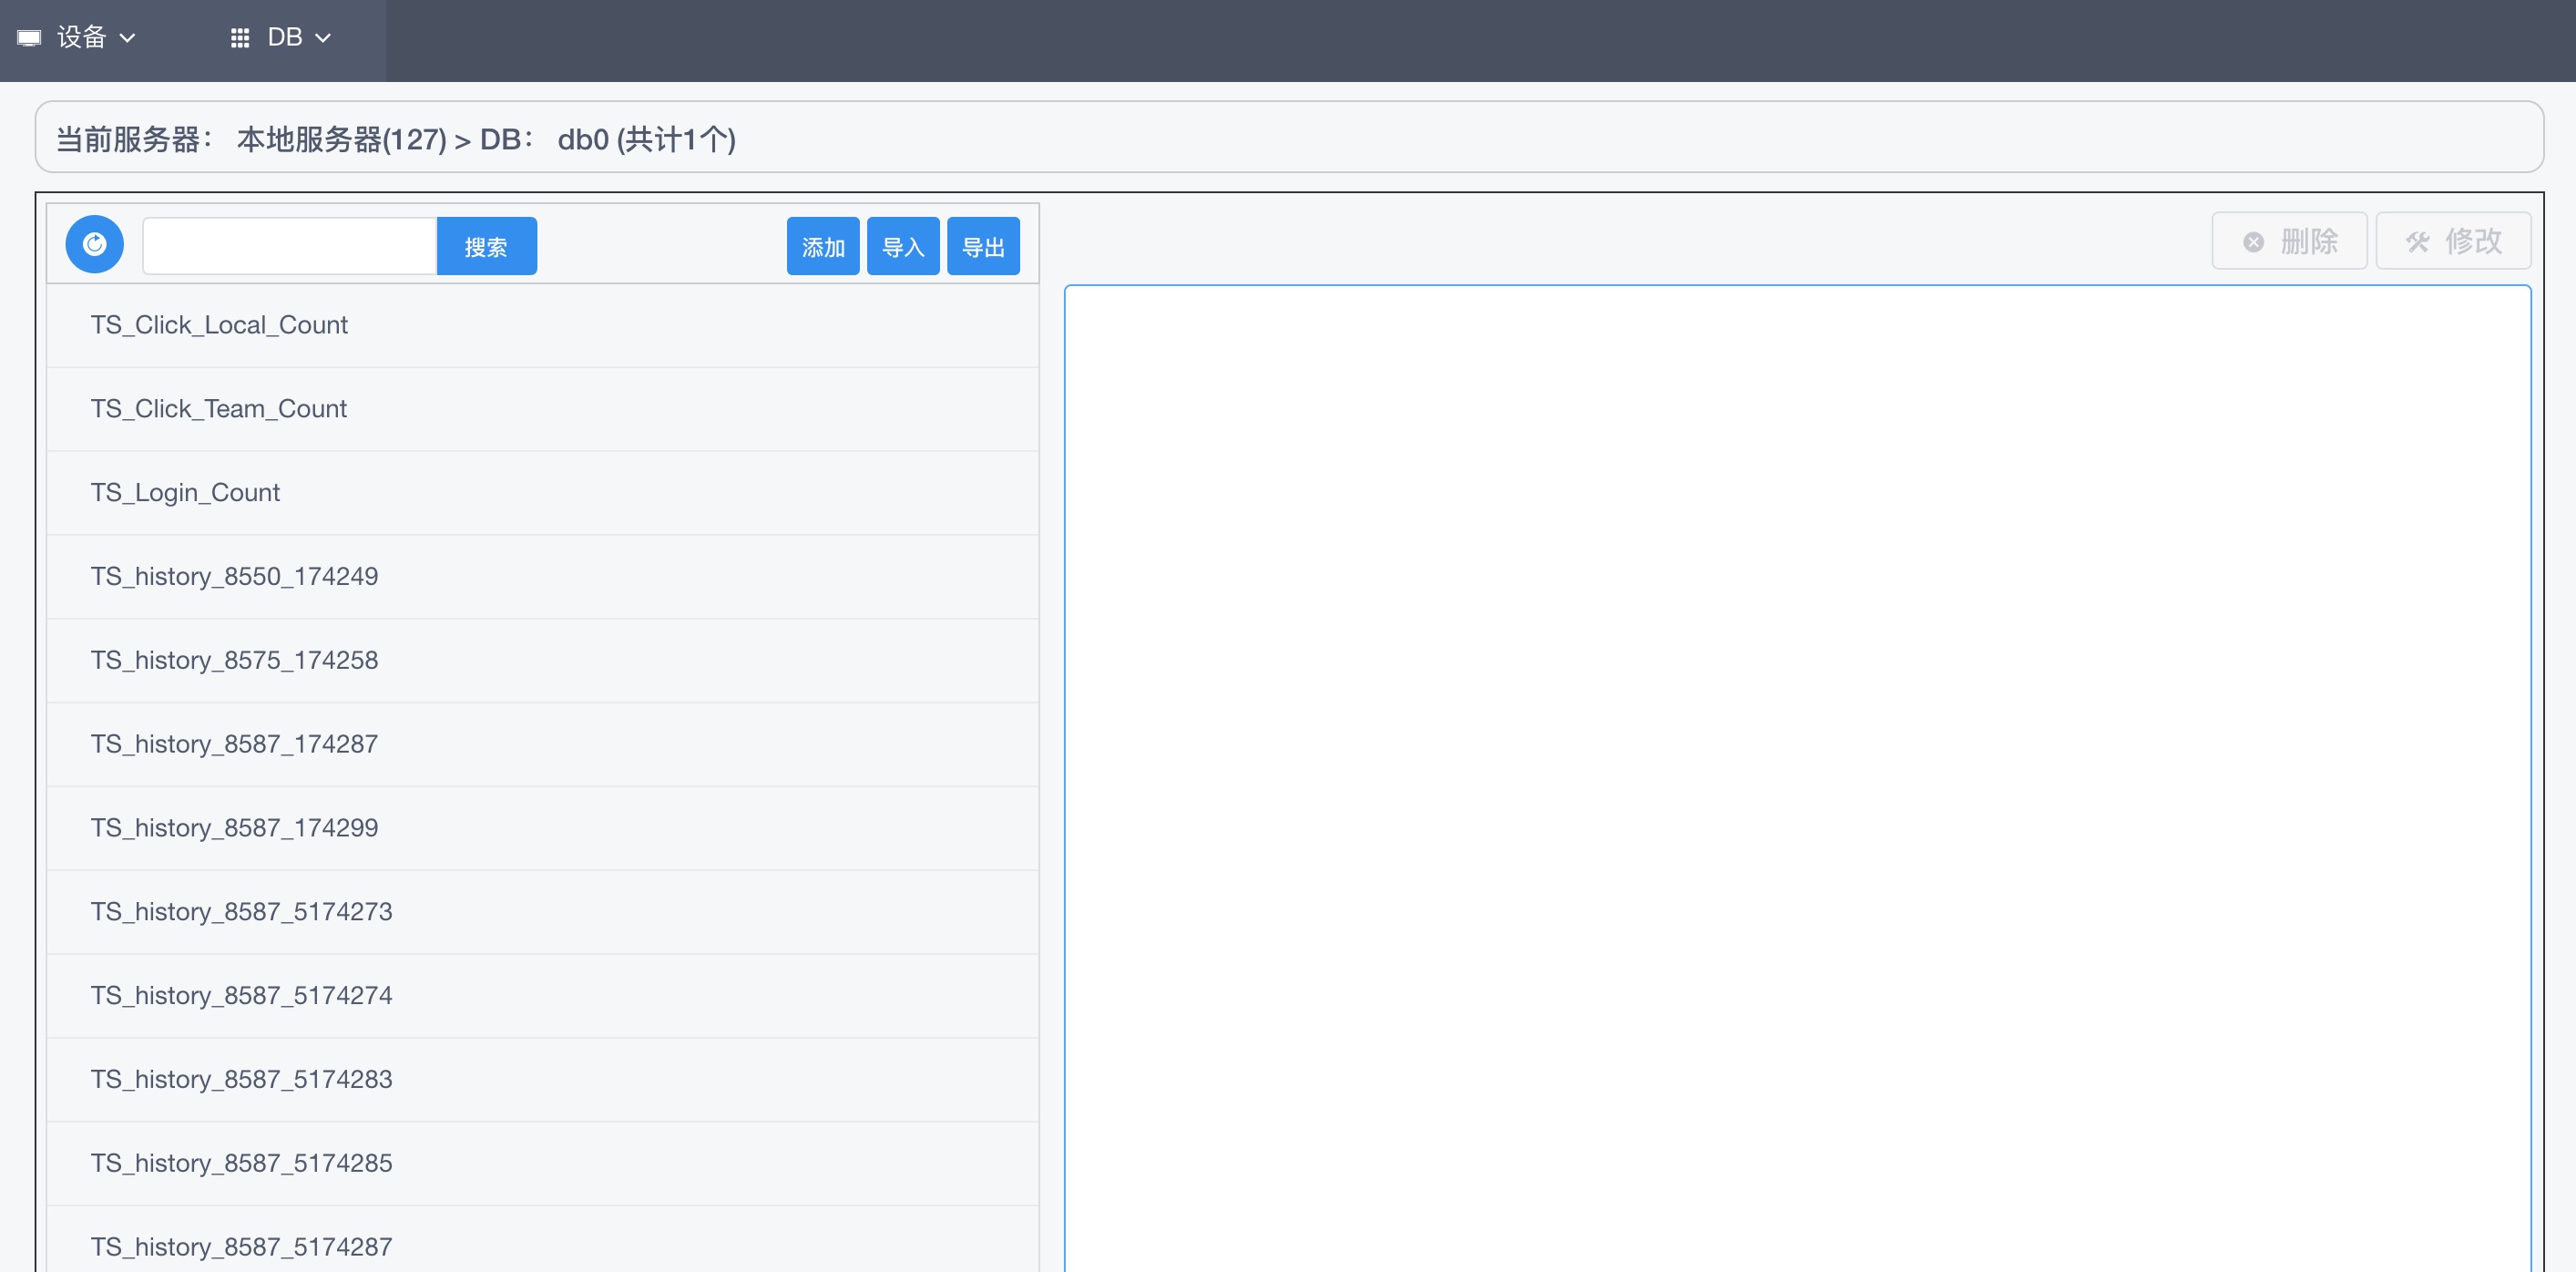 设备 DB
当前服务器： 本地服务器(127) > DB： db0 (共计1个)
搜索 添加 导入 导出 删除 修改
TS_Click_Local_Count
TS_Click_Team_Count
TS_Login_Count
TS_history_8550_174249
TS_history_8575_174258
TS_history_8587_174287
TS_history_8587_174299
TS_history_8587_5174273
TS_history_8587_5174274
TS_history_8587_5174283
TS_history_8587_5174285
TS_history_8587_5174287